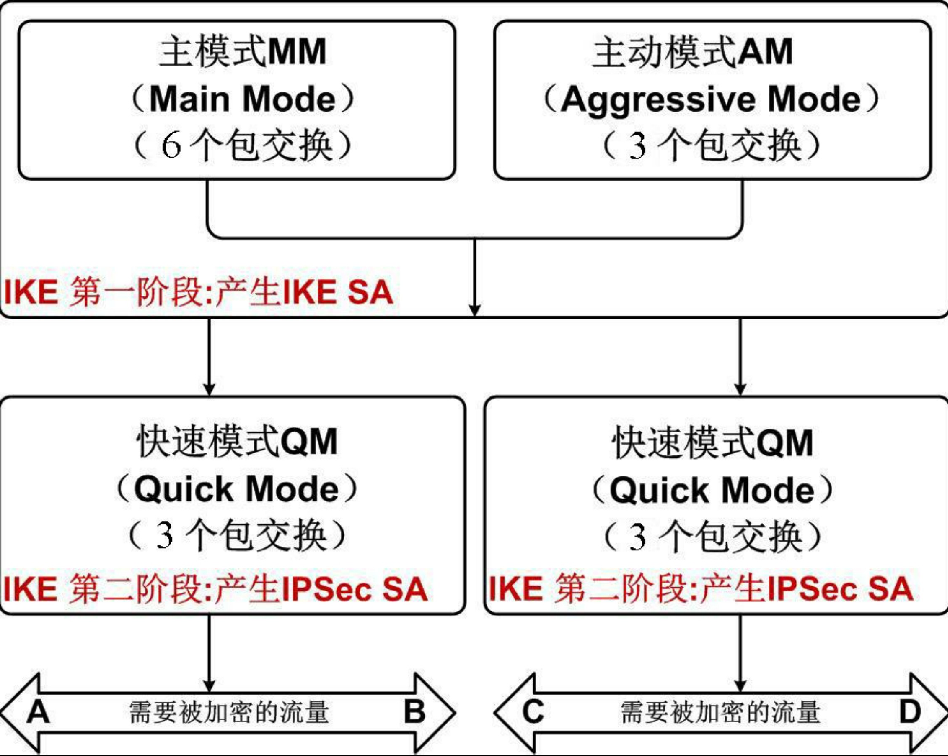 主模式MM
（Main Mode）
（6个包交换）
主动模式AM
（Aggressive Mode）
（3个包交换）
IKE 第一阶段:产生IKE SA
快速模式QM
（Quick Mode）
（3个包交换）
IKE 第二阶段:产生IPSec SA
快速模式QM
（Quick Mode）
（3个包交换）
IKE 第二阶段:产生IPSec SA
A 需要被加密的流量 B
C 需要被加密的流量 D